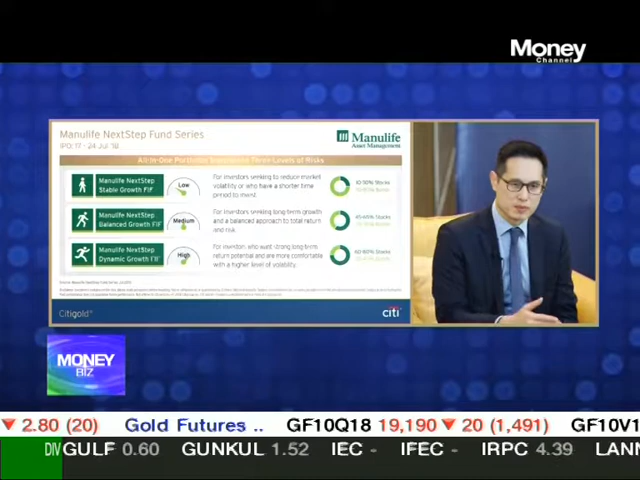 Money
Channel
Manulife NextStep Fund Series
IPO: 17 - 24 Jul '18
Manulife
Asset Management
All-In-One Portfolio
Manulife NextStep
Stable Growth FIF
Low
For investors seeking to reduce market
volatility or who have a shorter time
period to invest.
Manulife NextStep
Balanced Growth FIF
Medium
For investors seeking long-term growth
and a balanced approach to total return
and risk.
Manulife NextStep
Dynamic Growth FIF
High
For investors who want strong long-term
return potential and are more comfortable
with a higher level of volatility.
Citigold
citi
MONEY
BIZ
2.80 (20) Gold Futures .. GF10Q18 19,190 20 (1,491) GF10V1
DIV GULF 0.60 GUNKUL 1.52 IEC - IFEC - IRPC 4.39 LANN